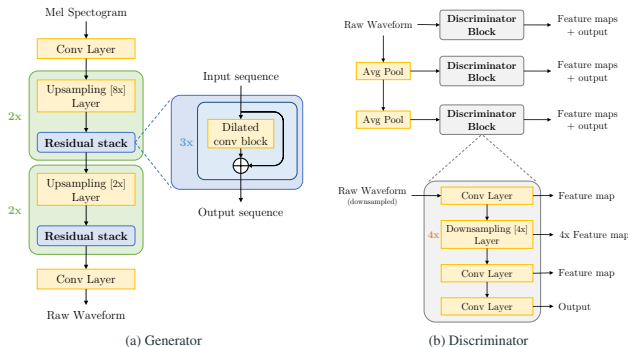 Mel Spectogram
Conv Layer
2x
Upsampling [8x]
Layer
Residual stack
2x
Upsampling [2x]
Layer
Residual stack
Conv Layer
Raw Waveform
Input sequence
3x
Dilated
conv block
Output sequence
(a) Generator
Raw Waveform
Discriminator
Block
Feature maps
+ output
Avg Pool
Discriminator
Block
Feature maps
+ output
Avg Pool
Discriminator
Block
Feature maps
+ output
Raw Waveform
(downsampled)
Conv Layer
Feature map
4x
Downsampling [4x]
Layer
4x Feature map
Conv Layer
Feature map
Conv Layer
Output
(b) Discriminator